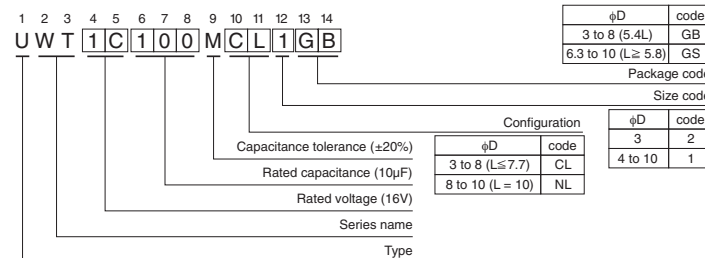 1 2 3 4 5 6 7 8 9 10 11 12 13 14
U W T 1 C 1 0 0 M C L 1 G B
φD code
3 to 8 (5.4L) GB
6.3 to 10 (L≧ 5.8) GS
Package code
Size code
φD code
3 2
4 to 10 1
Configuration
φD code
3 to 8 (L≦7.7) CL
8 to 10 (L = 10) NL
Capacitance tolerance (±20%)
Rated capacitance (10μF)
Rated voltage (16V)
Series name
Type